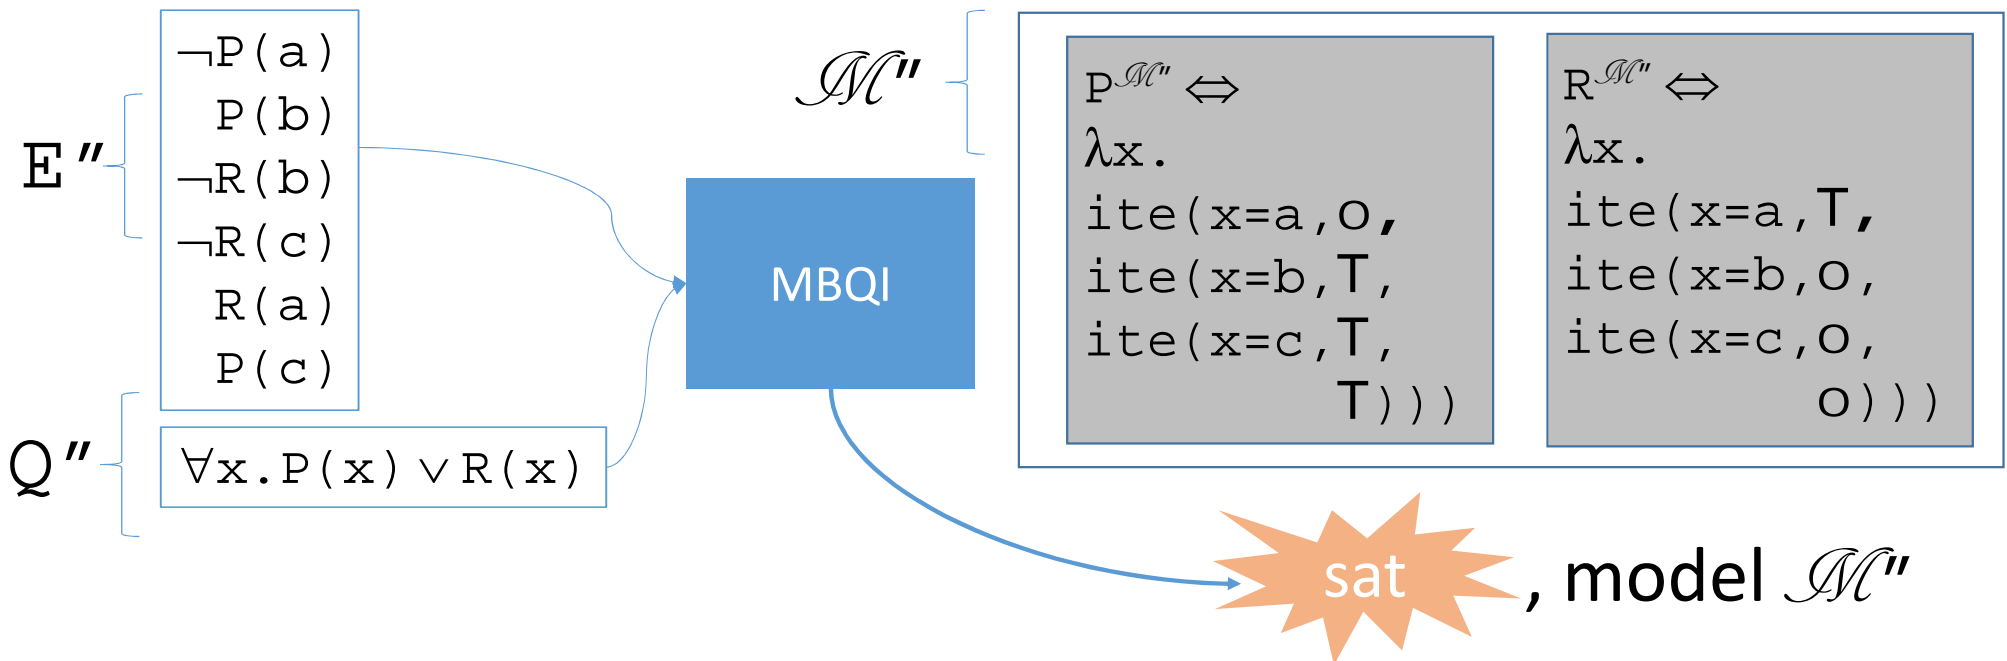 E″
¬P(a)
P(b)
¬R(b)
¬R(c)
R(a)
P(c)
Q″
∀x.P(x)∨R(x)
MBQI
ℳ″
P^ℳ″ ⇔
λx.
ite(x=a,O,
ite(x=b,T,
ite(x=c,T,
T)))
R^ℳ″ ⇔
λx.
ite(x=a,T,
ite(x=b,O,
ite(x=c,O,
O)))
sat , model ℳ″